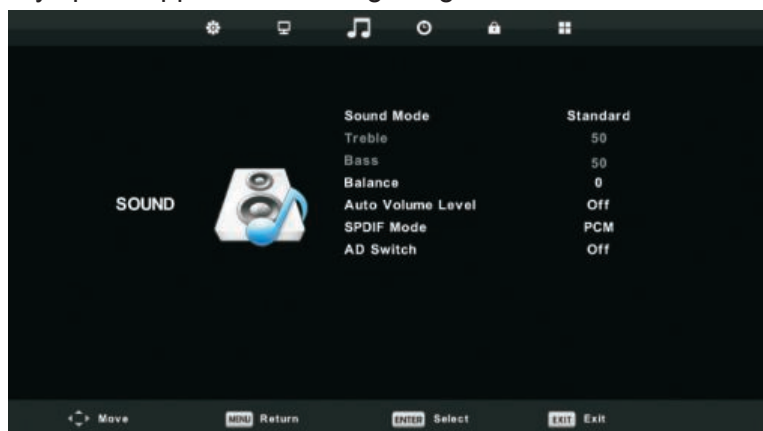 Sound Mode Standard
Treble 50
Bass 50
Balance 0
SOUND
Auto Volume Level Off
SPDIF Mode PCM
AD Switch Off
Move MENU Return ENTER Select EXIT Exit